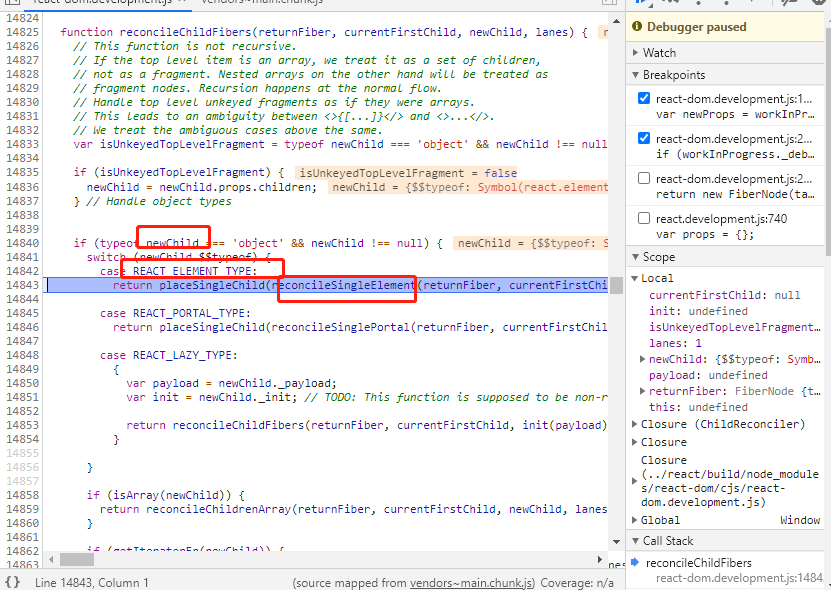 react-dom.development.js
vendors~main.chunk.js
14824
14825 function reconcileChildFibers(returnFiber, currentFirstChild, newChild, lanes) {
14826 // This function is not recursive.
14827 // If the top level item is an array, we treat it as a set of children,
14828 // not as a fragment. Nested arrays on the other hand will be treated as
14829 // fragment nodes. Recursion happens at the normal flow.
14830 // Handle top level unkeyed fragments as if they were arrays.
14831 // This leads to an ambiguity between <>{[...]}</> and <>...</>.
14832 // We treat the ambiguous cases above the same.
14833 var isUnkeyedTopLevelFragment = typeof newChild === 'object' && newChild !== null
14834
14835 if (isUnkeyedTopLevelFragment) { isUnkeyedTopLevelFragment = false
14836 newChild = newChild.props.children; newChild = {$$typeof: Symbol(react.element
14837 } // Handle object types
14838
14839
14840 if (typeof newChild === 'object' && newChild !== null) { newChild = {$$typeof: S
14841 switch (newChild.$$typeof) {
14842 case REACT_ELEMENT_TYPE:
14843 return placeSingleChild(reconcileSingleElement(returnFiber, currentFirstChi
14844
14845 case REACT_PORTAL_TYPE:
14846 return placeSingleChild(reconcileSinglePortal(returnFiber, currentFirstChil
14847
14848 case REACT_LAZY_TYPE:
14849 {
14850 var payload = newChild._payload;
14851 var init = newChild._init; // TODO: This function is supposed to be non-r
14852
14853 return reconcileChildFibers(returnFiber, currentFirstChild, init(payload)
14854 }
14855
14856 }
14857
14858 if (isArray(newChild)) {
14859 return reconcileChildrenArray(returnFiber, currentFirstChild, newChild, lanes
14860 }
14861
14862 if (getIteratorFn(newChild)) {
14863
{} Line 14843, Column 1
(source mapped from vendors~main.chunk.js) Coverage: n/a
Debugger paused
Watch
Breakpoints
react-dom.development.js:1...
var newProps = workInPr...
react-dom.development.js:2...
if (workInProgress._deb...
react-dom.development.js:2...
return new FiberNode(ta...
react.development.js:740
var props = {};
Scope
Local
currentFirstChild: null
init: undefined
isUnkeyedTopLevelFragment...
lanes: 1
newChild: {$$typeof: Symb...
payload: undefined
returnFiber: FiberNode {t...
this: undefined
Closure (ChildReconciler)
Closure
Closure
(../react/build/node_module
s/react-dom/cjs/react-
dom.development.js)
Global Window
Call Stack
reconcileChildFibers
react-dom.development.js:1484